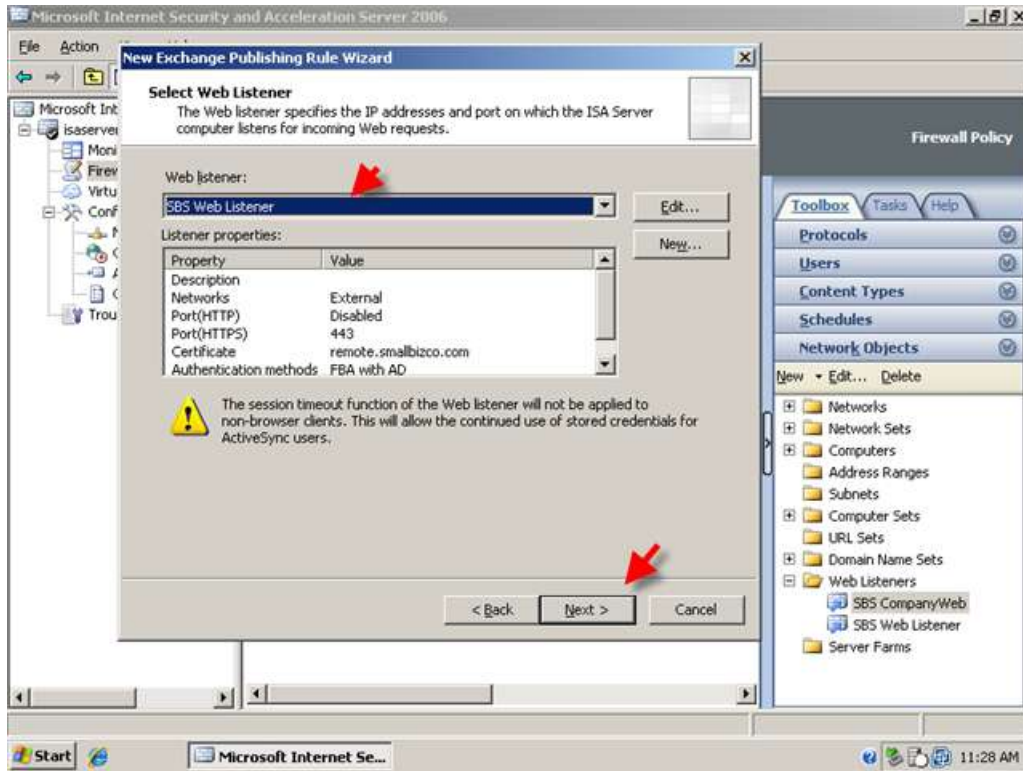 Microsoft Internet Security and Acceleration Server 2006
File Action
New Exchange Publishing Rule Wizard
Select Web Listener
The Web listener specifies the IP addresses and port on which the ISA Server
computer listens for incoming Web requests.
Microsoft Int
isaserver
Moni
Firew
Virtu
Conf
Trou
Web listener:
SBS Web Listener
Edit...
New...
Listener properties:
Property Value
Description
Networks External
Port(HTTP) Disabled
Port(HTTPS) 443
Certificate remote.smallbizco.com
Authentication methods FBA with AD
The session timeout function of the Web listener will not be applied to
non-browser clients. This will allow the continued use of stored credentials for
ActiveSync users.
< Back Next > Cancel
Firewall Policy
Toolbox Tasks Help
Protocols
Users
Content Types
Schedules
Network Objects
New Edit... Delete
Networks
Network Sets
Computers
Address Ranges
Subnets
Computer Sets
URL Sets
Domain Name Sets
Web Listeners
SBS CompanyWeb
SBS Web Listener
Server Farms
Start Microsoft Internet Se... 11:28 AM